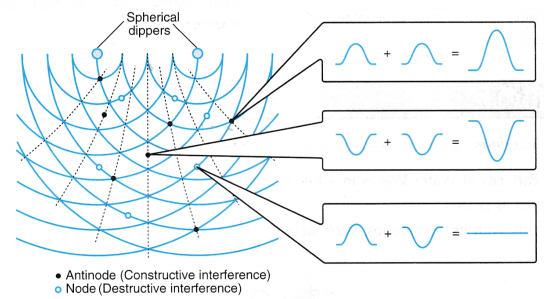 Spherical
dippers
+ =
+ =
+ =
Antinode (Constructive interference)
Node (Destructive interference)